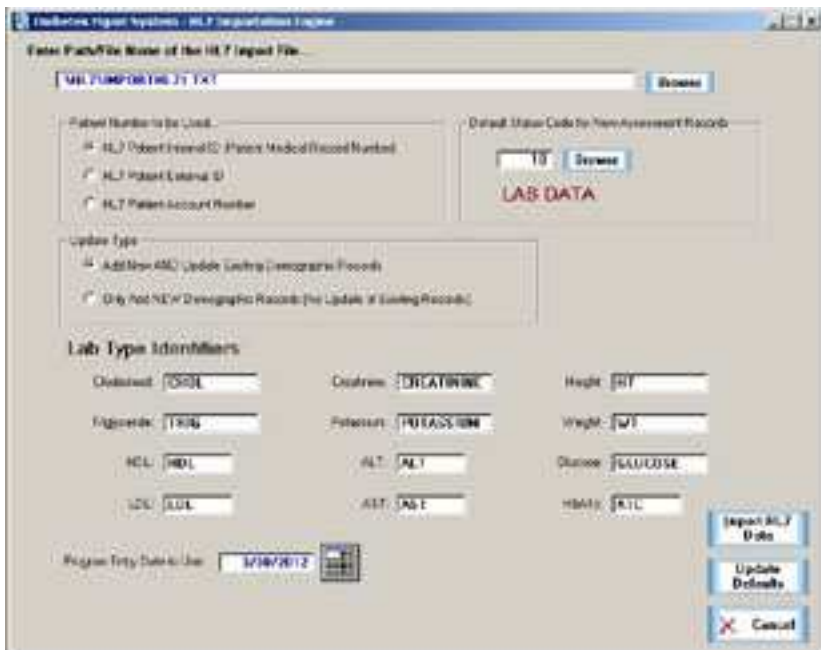 Diabetes System - HL7 Importation Engine
Enter Path/File Name of the HL7 Import File...
Browse
Patient Number to be Used
HL7 Patient Internal ID (Patient Medical Record Number)
HL7 Patient External ID
HL7 Patient Account Number
Default Status Code for New Assessment Records
10 Browse
LAB DATA
Update Type
Add New AND Update Existing Demographic Records
Only Add NEW Demographic Records (No Update of Existing Records)
Lab Type Identifiers
Cholesterol: CHOL Creatinine: CREATININE Height: HT
Triglyceride: TRIG Potassium: POTASSIUM Weight: WT
HDL: HDL ALT: ALT Glucose: GLUCOSE
LDL: LDL AST: AST HbA1c: A1C
Program Entry Date to Use:
Import HL7
Data
Update
Defaults
Cancel